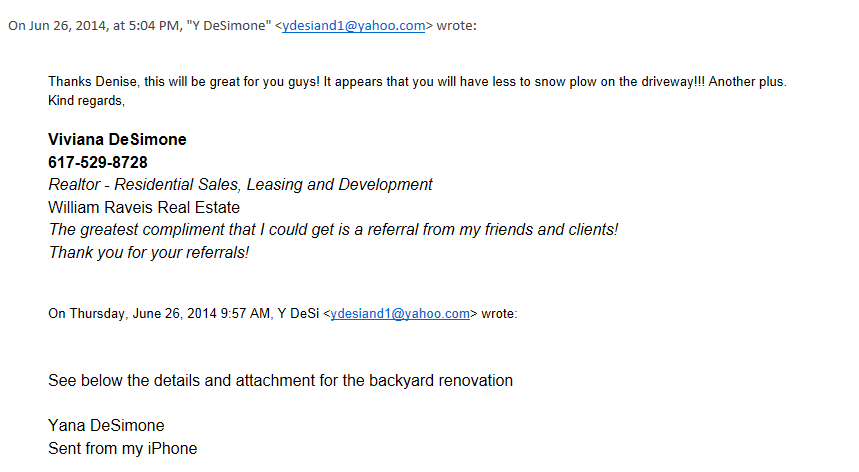 On Jun 26, 2014, at 5:04 PM, "Y DeSimone" <ydesiand1@yahoo.com> wrote:
Thanks Denise, this will be great for you guys! It appears that you will have less to snow plow on the driveway!!! Another plus.
Kind regards,
Viviana DeSimone
617-529-8728
Realtor - Residential Sales, Leasing and Development
William Raveis Real Estate
The greatest compliment that I could get is a referral from my friends and clients!
Thank you for your referrals!
On Thursday, June 26, 2014 9:57 AM, Y DeSi <ydesiand1@yahoo.com> wrote:
See below the details and attachment for the backyard renovation
Yana DeSimone
Sent from my iPhone